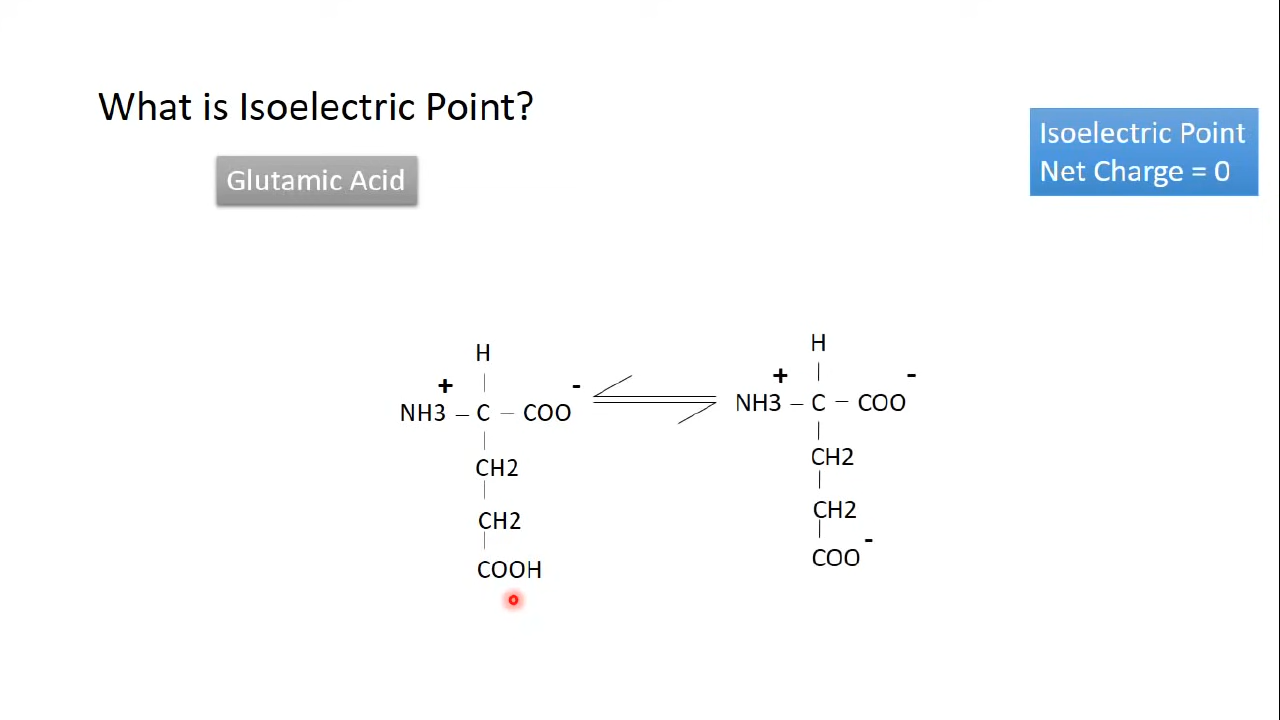 What is Isoelectric Point?
Glutamic Acid
Isoelectric Point
Net Charge = 0
H
+ -
NH3 – C – COO
CH2
CH2
COOH
H
+ -
NH3 – C – COO
CH2
CH2
COO -